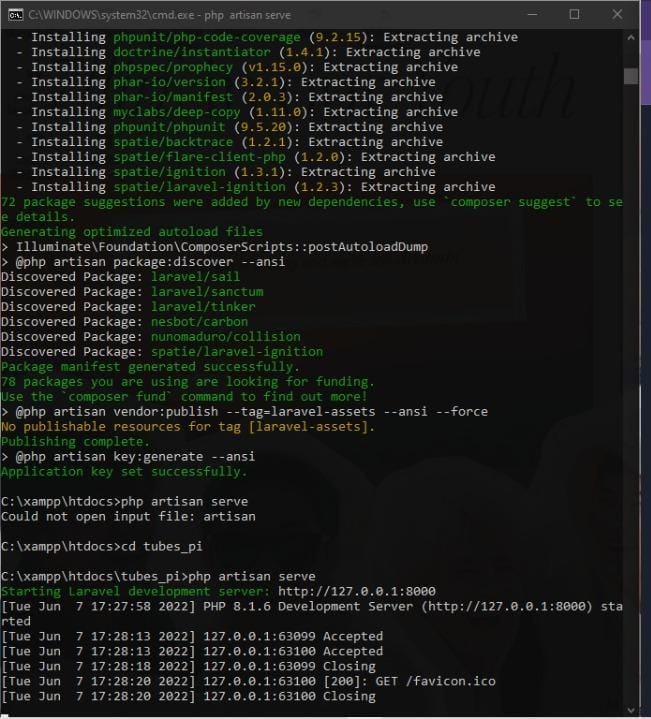 C:\WINDOWS\system32\cmd.exe - php artisan serve
- Installing phpunit/php-code-coverage (9.2.15): Extracting archive
- Installing doctrine/instantiator (1.4.1): Extracting archive
- Installing phpspec/prophecy (v1.15.0): Extracting archive
- Installing phar-io/version (3.2.1): Extracting archive
- Installing phar-io/manifest (2.0.3): Extracting archive
- Installing myclabs/deep-copy (1.11.0): Extracting archive
- Installing phpunit/phpunit (9.5.20): Extracting archive
- Installing spatie/backtrace (1.2.1): Extracting archive
- Installing spatie/flare-client-php (1.2.0): Extracting archive
- Installing spatie/ignition (1.3.1): Extracting archive
- Installing spatie/laravel-ignition (1.2.3): Extracting archive
72 package suggestions were added by new dependencies, use `composer suggest` to se
e details.
Generating optimized autoload files
> Illuminate\Foundation\ComposerScripts::postAutoloadDump
> @php artisan package:discover --ansi
Discovered Package: laravel/sail
Discovered Package: laravel/sanctum
Discovered Package: laravel/tinker
Discovered Package: nesbot/carbon
Discovered Package: nunomaduro/collision
Discovered Package: spatie/laravel-ignition
Package manifest generated successfully.
78 packages you are using are looking for funding.
Use the `composer fund` command to find out more!
> @php artisan vendor:publish --tag=laravel-assets --ansi --force
No publishable resources for tag [laravel-assets].
Publishing complete.
> @php artisan key:generate --ansi
Application key set successfully.
C:\xampp\htdocs>php artisan serve
Could not open input file: artisan
C:\xampp\htdocs>cd tubes_pi
C:\xampp\htdocs\tubes_pi>php artisan serve
Starting Laravel development server: http://127.0.0.1:8000
[Tue Jun  7 17:27:58 2022] PHP 8.1.6 Development Server (http://127.0.0.1:8000) sta
rted
[Tue Jun  7 17:28:13 2022] 127.0.0.1:63099 Accepted
[Tue Jun  7 17:28:13 2022] 127.0.0.1:63100 Accepted
[Tue Jun  7 17:28:18 2022] 127.0.0.1:63099 Closing
[Tue Jun  7 17:28:20 2022] 127.0.0.1:63100 [200]: GET /favicon.ico
[Tue Jun  7 17:28:20 2022] 127.0.0.1:63100 Closing